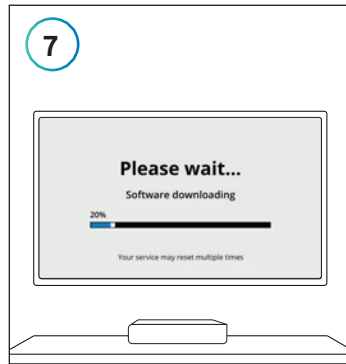 7
Please wait...
Software downloading
20%
Your service may reset multiple times